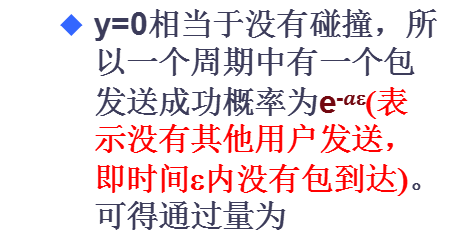 y=0相当于没有碰撞，所
以一个周期中有一个包
发送成功概率为e-αε(表
示没有其他用户发送，
即时间ε内没有包到达)。
可得通过量为